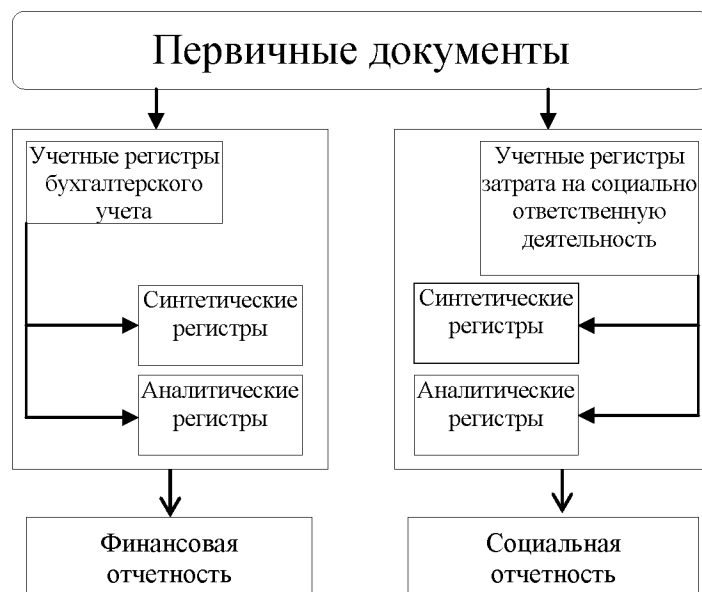 Первичные документы
Учетные регистры
бухгалтерского
учета
Синтетические
регистры
Аналитические
регистры
Финансовая
отчетность
Учетные регистры
затрата на социально
ответственную
деятельность
Синтетические
регистры
Аналитические
регистры
Социальная
отчетность